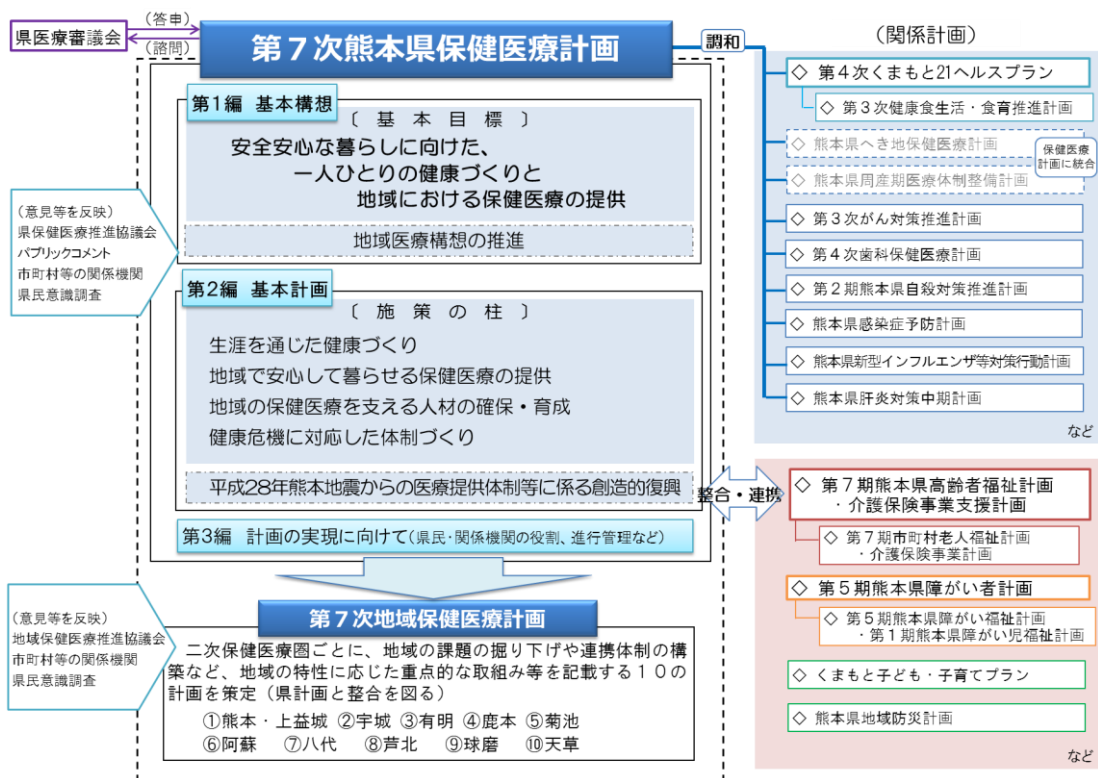 県医療審議会
（答申）
（諮問）
第７次熊本県保健医療計画
調和
（関係計画）
第1編 基本構想
〔 基 本 目 標 〕
安全安心な暮らしに向けた、
一人ひとりの健康づくりと
地域における保健医療の提供
地域医療構想の推進
（意見等を反映）
県保健医療推進協議会
パブリックコメント
市町村等の関係機関
県民意識調査
第2編 基本計画
〔 施 策 の 柱 〕
生涯を通じた健康づくり
地域で安心して暮らせる保健医療の提供
地域の保健医療を支える人材の確保・育成
健康危機に対応した体制づくり
平成28年熊本地震からの医療提供体制等に係る創造的復興
第3編 計画の実現に向けて(県民・関係機関の役割、進行管理など)
◇ 第４次くまもと21ヘルスプラン
◇ 第３次健康食生活・食育推進計画
◇ 熊本県へき地保健医療計画
◇ 熊本県周産期医療体制整備計画
保健医療
計画に統合
◇ 第３次がん対策推進計画
◇ 第４次歯科保健医療計画
◇ 第２期熊本県自殺対策推進計画
◇ 熊本県感染症予防計画
◇ 熊本県新型インフルエンザ等対策行動計画
◇ 熊本県肝炎対策中期計画
など
整合・連携
◇ 第７期熊本県高齢者福祉計画
・介護保険事業支援計画
◇ 第７期市町村老人福祉計画
・介護保険事業計画
◇ 第５期熊本県障がい者計画
◇ 第５期熊本県障がい福祉計画
・第１期熊本県障がい児福祉計画
◇ くまもと子ども・子育てプラン
◇ 熊本県地域防災計画
など
（意見等を反映）
地域保健医療推進協議会
市町村等の関係機関
県民意識調査
第７次地域保健医療計画
二次保健医療圏ごとに、地域の課題の掘り下げや連携体制の構
築など、地域の特性に応じた重点的な取組み等を記載する１０の
計画を策定（県計画と整合を図る）
①熊本・上益城 ②宇城 ③有明 ④鹿本 ⑤菊池
⑥阿蘇 ⑦八代 ⑧芦北 ⑨球磨 ⑩天草